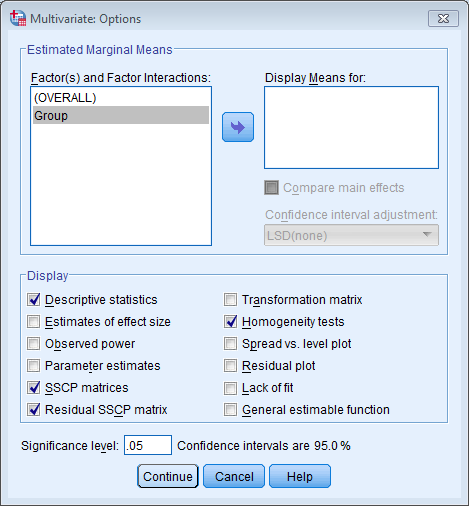 Multivariate: Options
Estimated Marginal Means
Factor(s) and Factor Interactions:
(OVERALL)
Group
Display Means for:
Compare main effects
Confidence interval adjustment:
LSD(none)
Display
Descriptive statistics
Transformation matrix
Estimates of effect size
Homogeneity tests
Observed power
Spread vs. level plot
Parameter estimates
Residual plot
SSCP matrices
Lack of fit
Residual SSCP matrix
General estimable function
Significance level: .05 Confidence intervals are 95.0 %
Continue Cancel Help